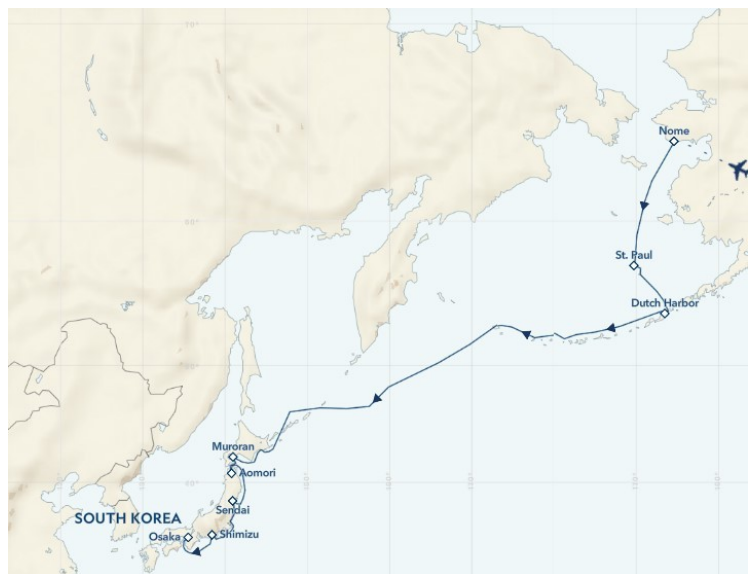 Nome
St. Paul
Dutch Harbor
Muroran
Aomori
Sendai
SOUTH KOREA
Osaka
Shimizu